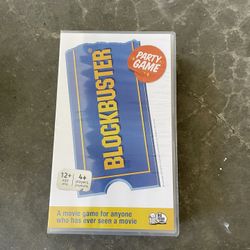 PARTY
GAME
BLOCKBUSTER
12+
4+
A movie game for anyone
who has ever seen a movie